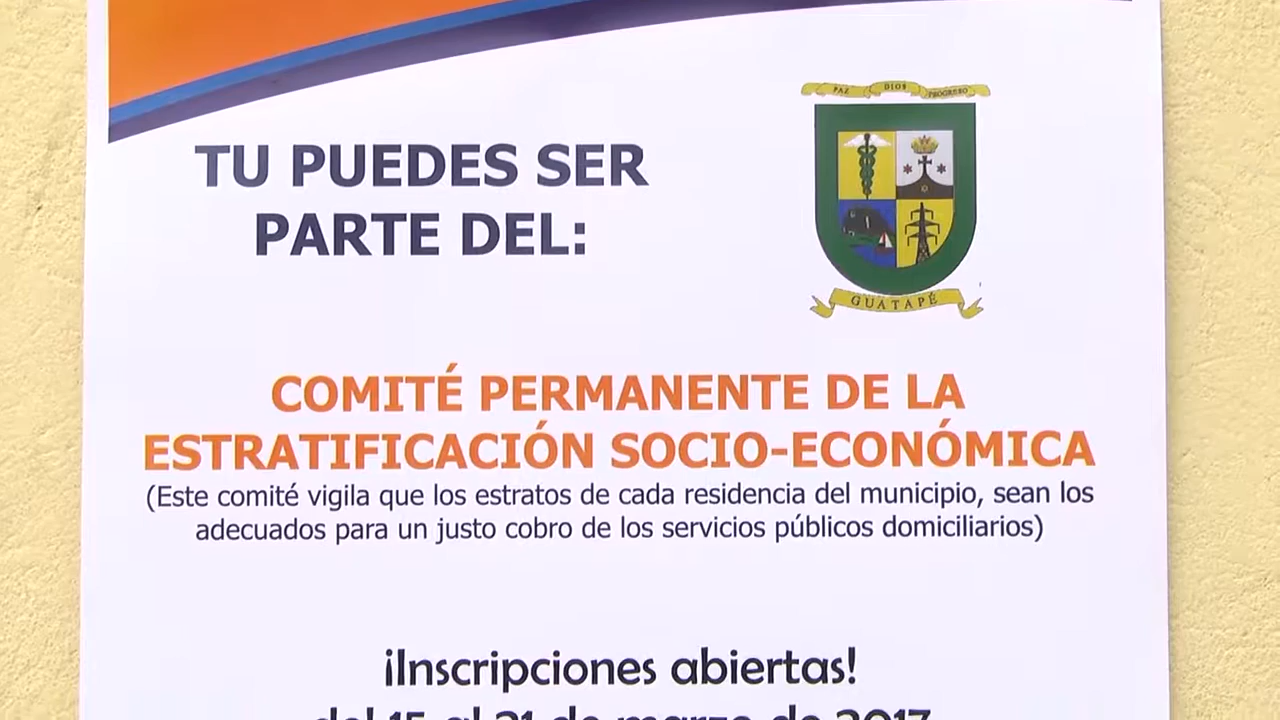 PAZ DIOS PROGRESO
TU PUEDES SER
PARTE DEL:
GUATAPÉ
COMITÉ PERMANENTE DE LA
ESTRATIFICACIÓN SOCIO-ECONÓMICA
(Este comité vigila que los estratos de cada residencia del municipio, sean los
adecuados para un justo cobro de los servicios públicos domiciliarios)
¡Inscripciones abiertas!
del 15 al 21 de marzo de 2017